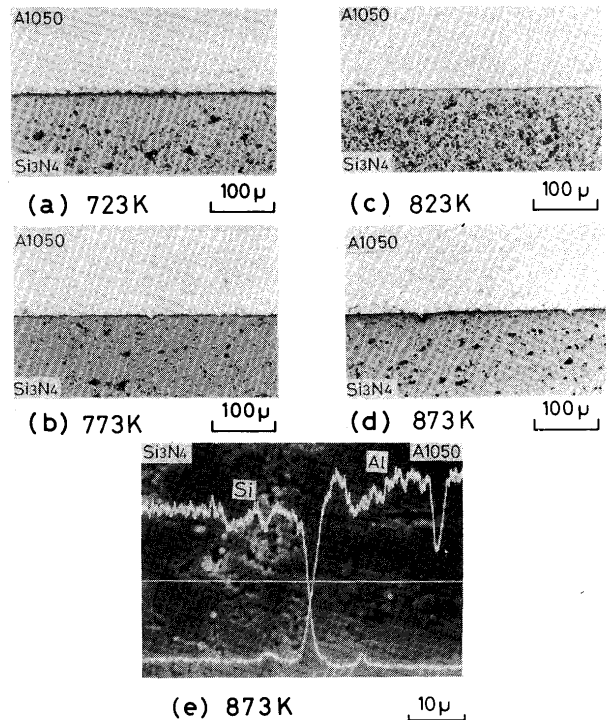 A1050
Si3N4
(a) 723K
100μ
A1050
Si3N4
(c) 823K
100μ
A1050
Si3N4
(b) 773K
100μ
A1050
Si3N4
(d) 873K
100μ
Si3N4
Si
Al
A1050
(e) 873K
10μ